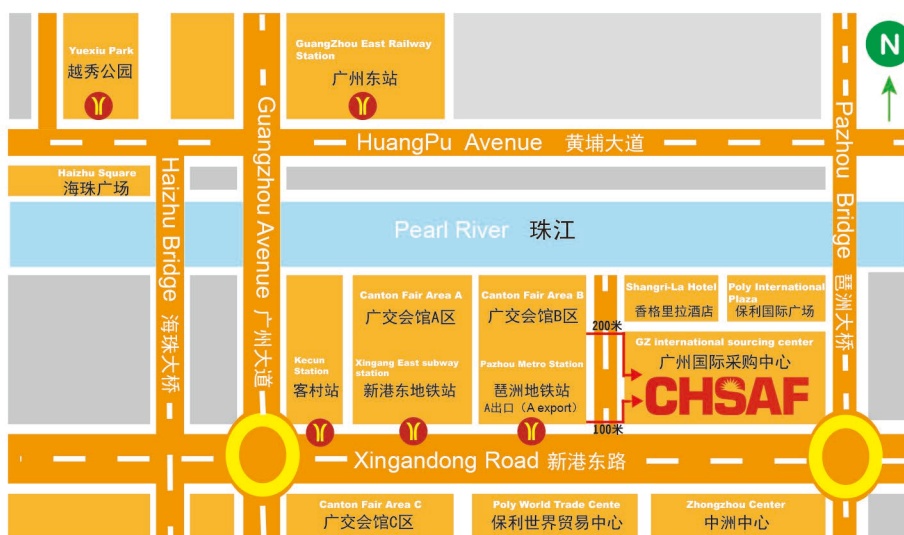 Yuexiu Park
越秀公园
GuangZhou East Railway
Station
广州东站
N
HuangPu Avenue 黄埔大道
Haizhu Square
海珠广场
Haizhu Bridge 海珠大桥
Guangzhou Avenue 广州大道
Pazhou Bridge 琶洲大桥
Pearl River 珠江
Canton Fair Area A
广交会馆A区
Canton Fair Area B
广交会馆B区
Shangri-La Hotel
香格里拉酒店
Poly International
Plaza
保利国际广场
200米
GZ international sourcing center
广州国际采购中心
CHSAF
Kecun
Station
客村站
Xingang East subway
station
新港东地铁站
Pazhou Metro Station
琶洲地铁站
A出口（A export）
100米
Xingandong Road 新港东路
Canton Fair Area C
广交会馆C区
Poly World Trade Cente
保利世界贸易中心
Zhongzhou Center
中洲中心